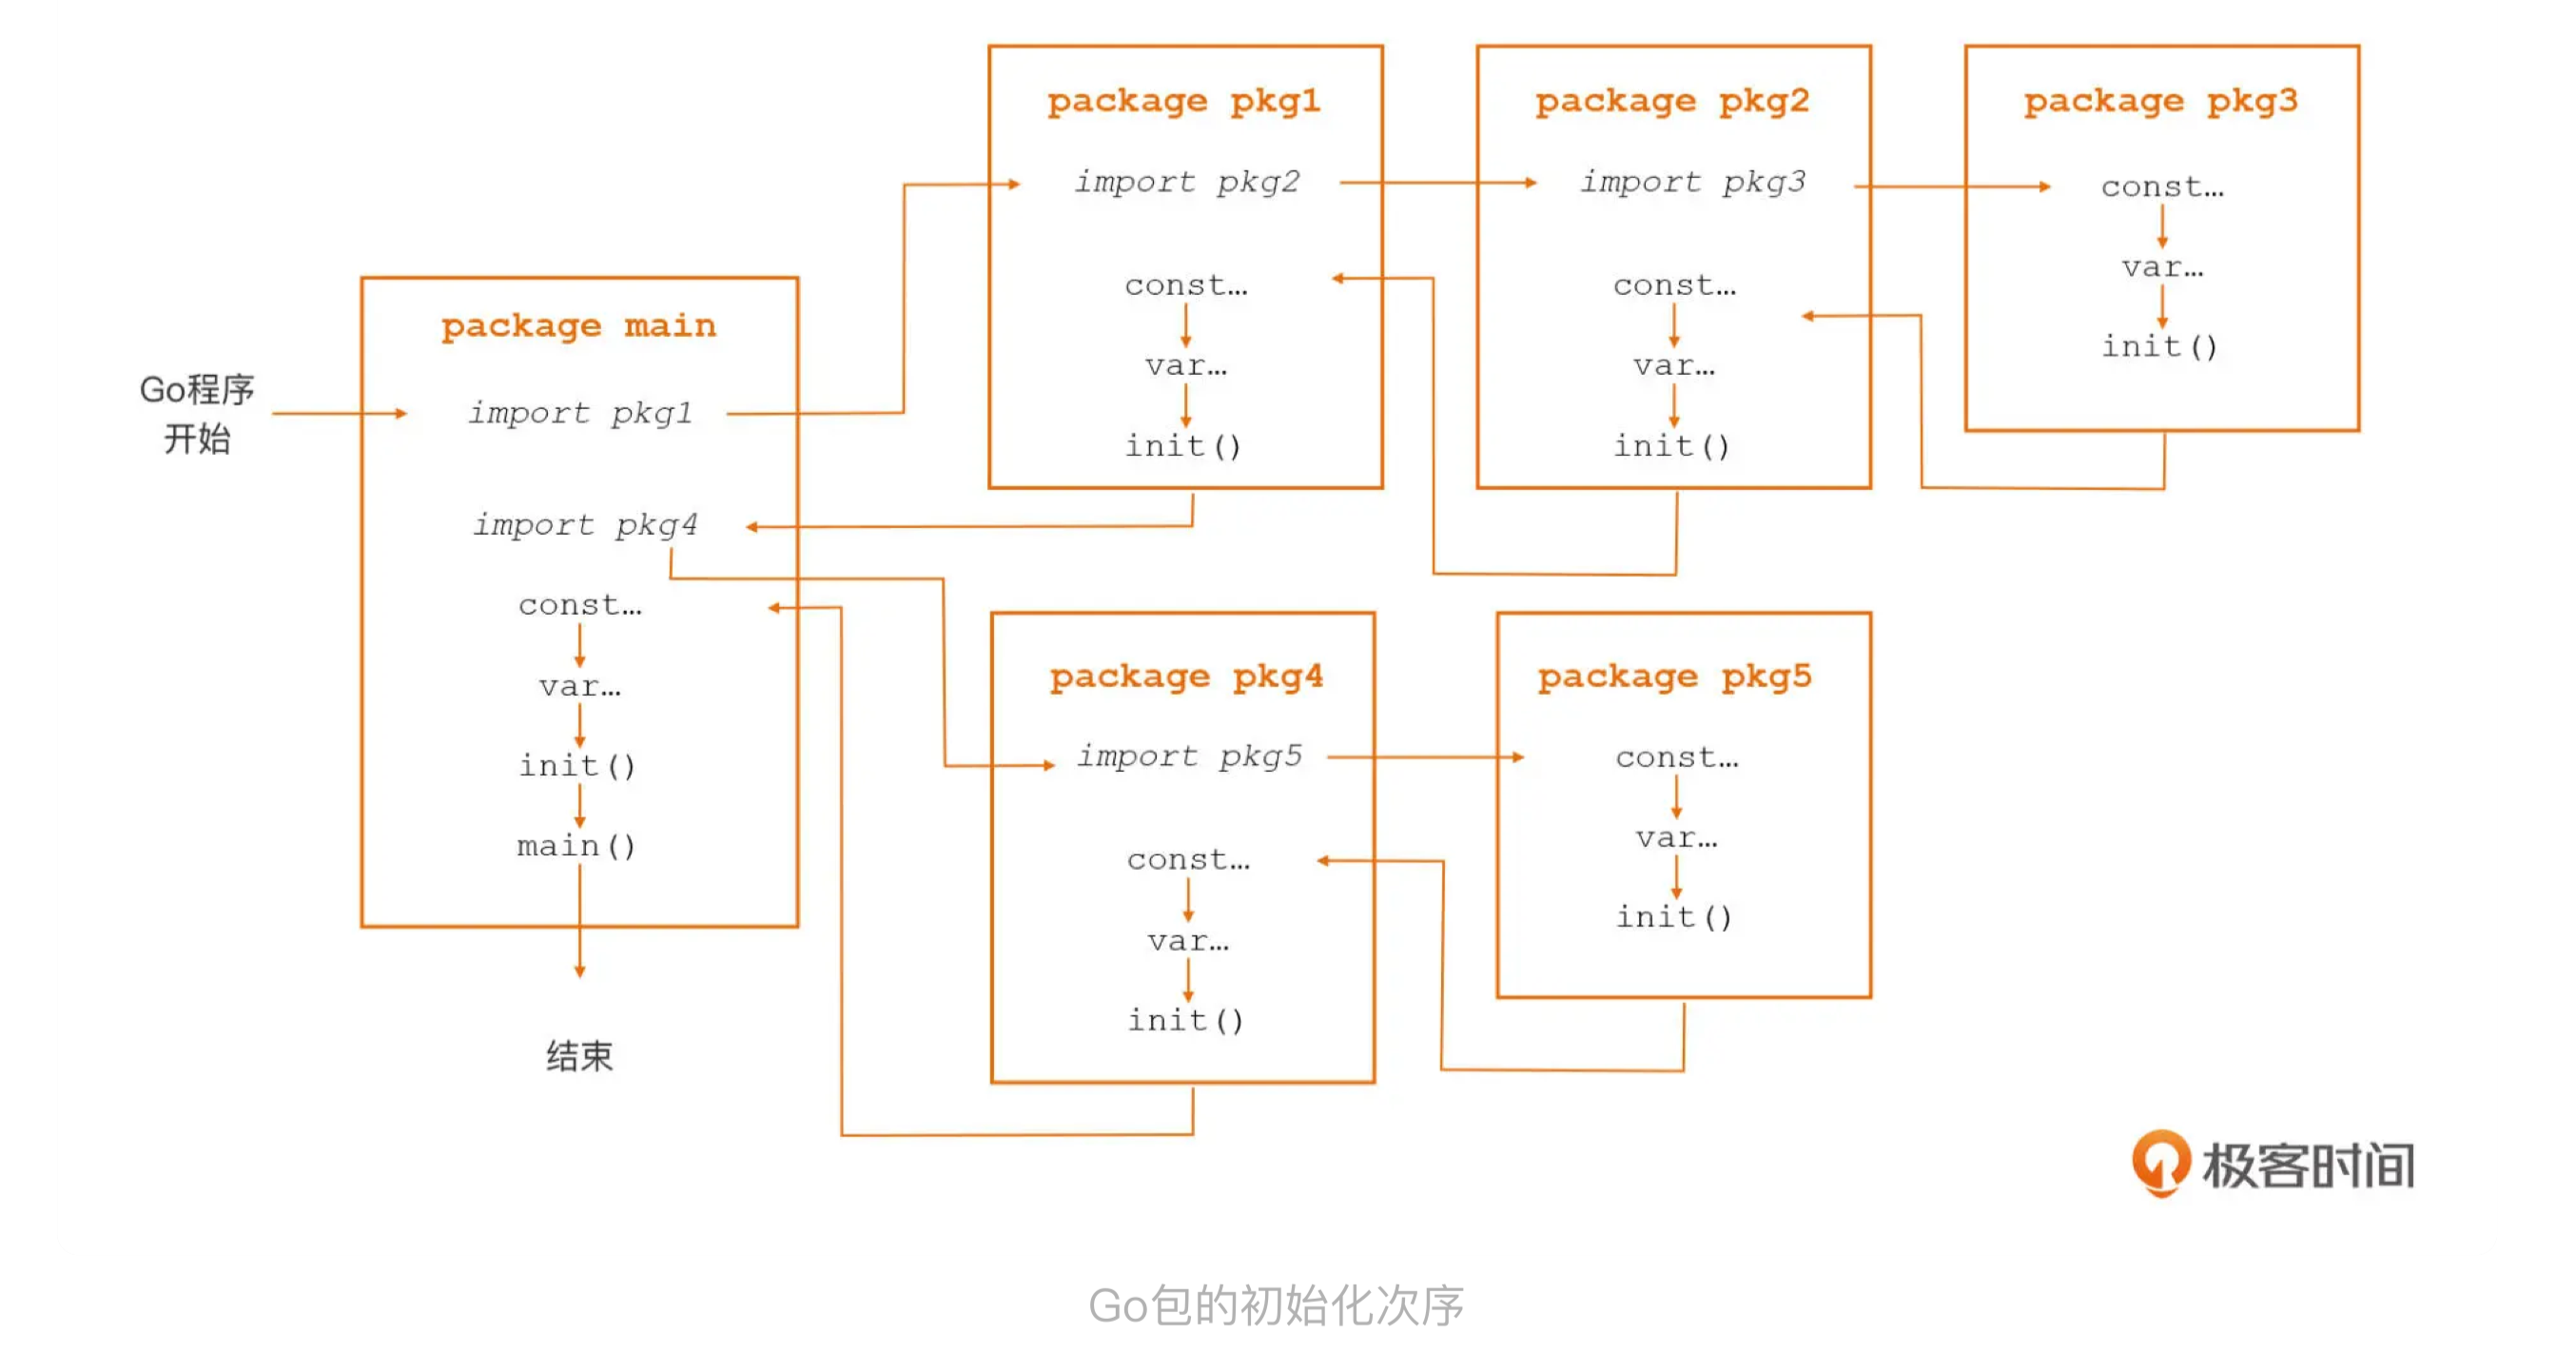 Go程序
开始
package main
import pkg1
import pkg4
const…
var…
init()
main()
结束
package pkg1
import pkg2
const…
var…
init()
package pkg2
import pkg3
const…
var…
init()
package pkg3
const…
var…
init()
package pkg4
import pkg5
const…
var…
init()
package pkg5
const…
var…
init()
极客时间
Go包的初始化次序